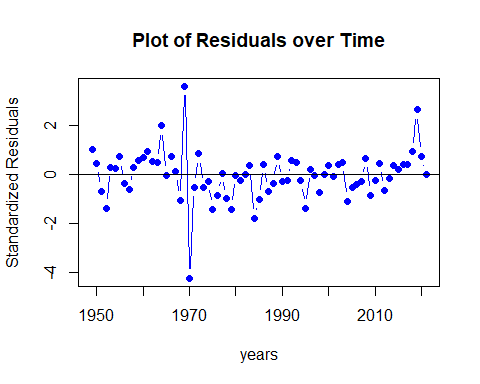 Plot of Residuals over Time
Standardized Residuals
2
0
-2
-4
1950 1970 1990 2010
years